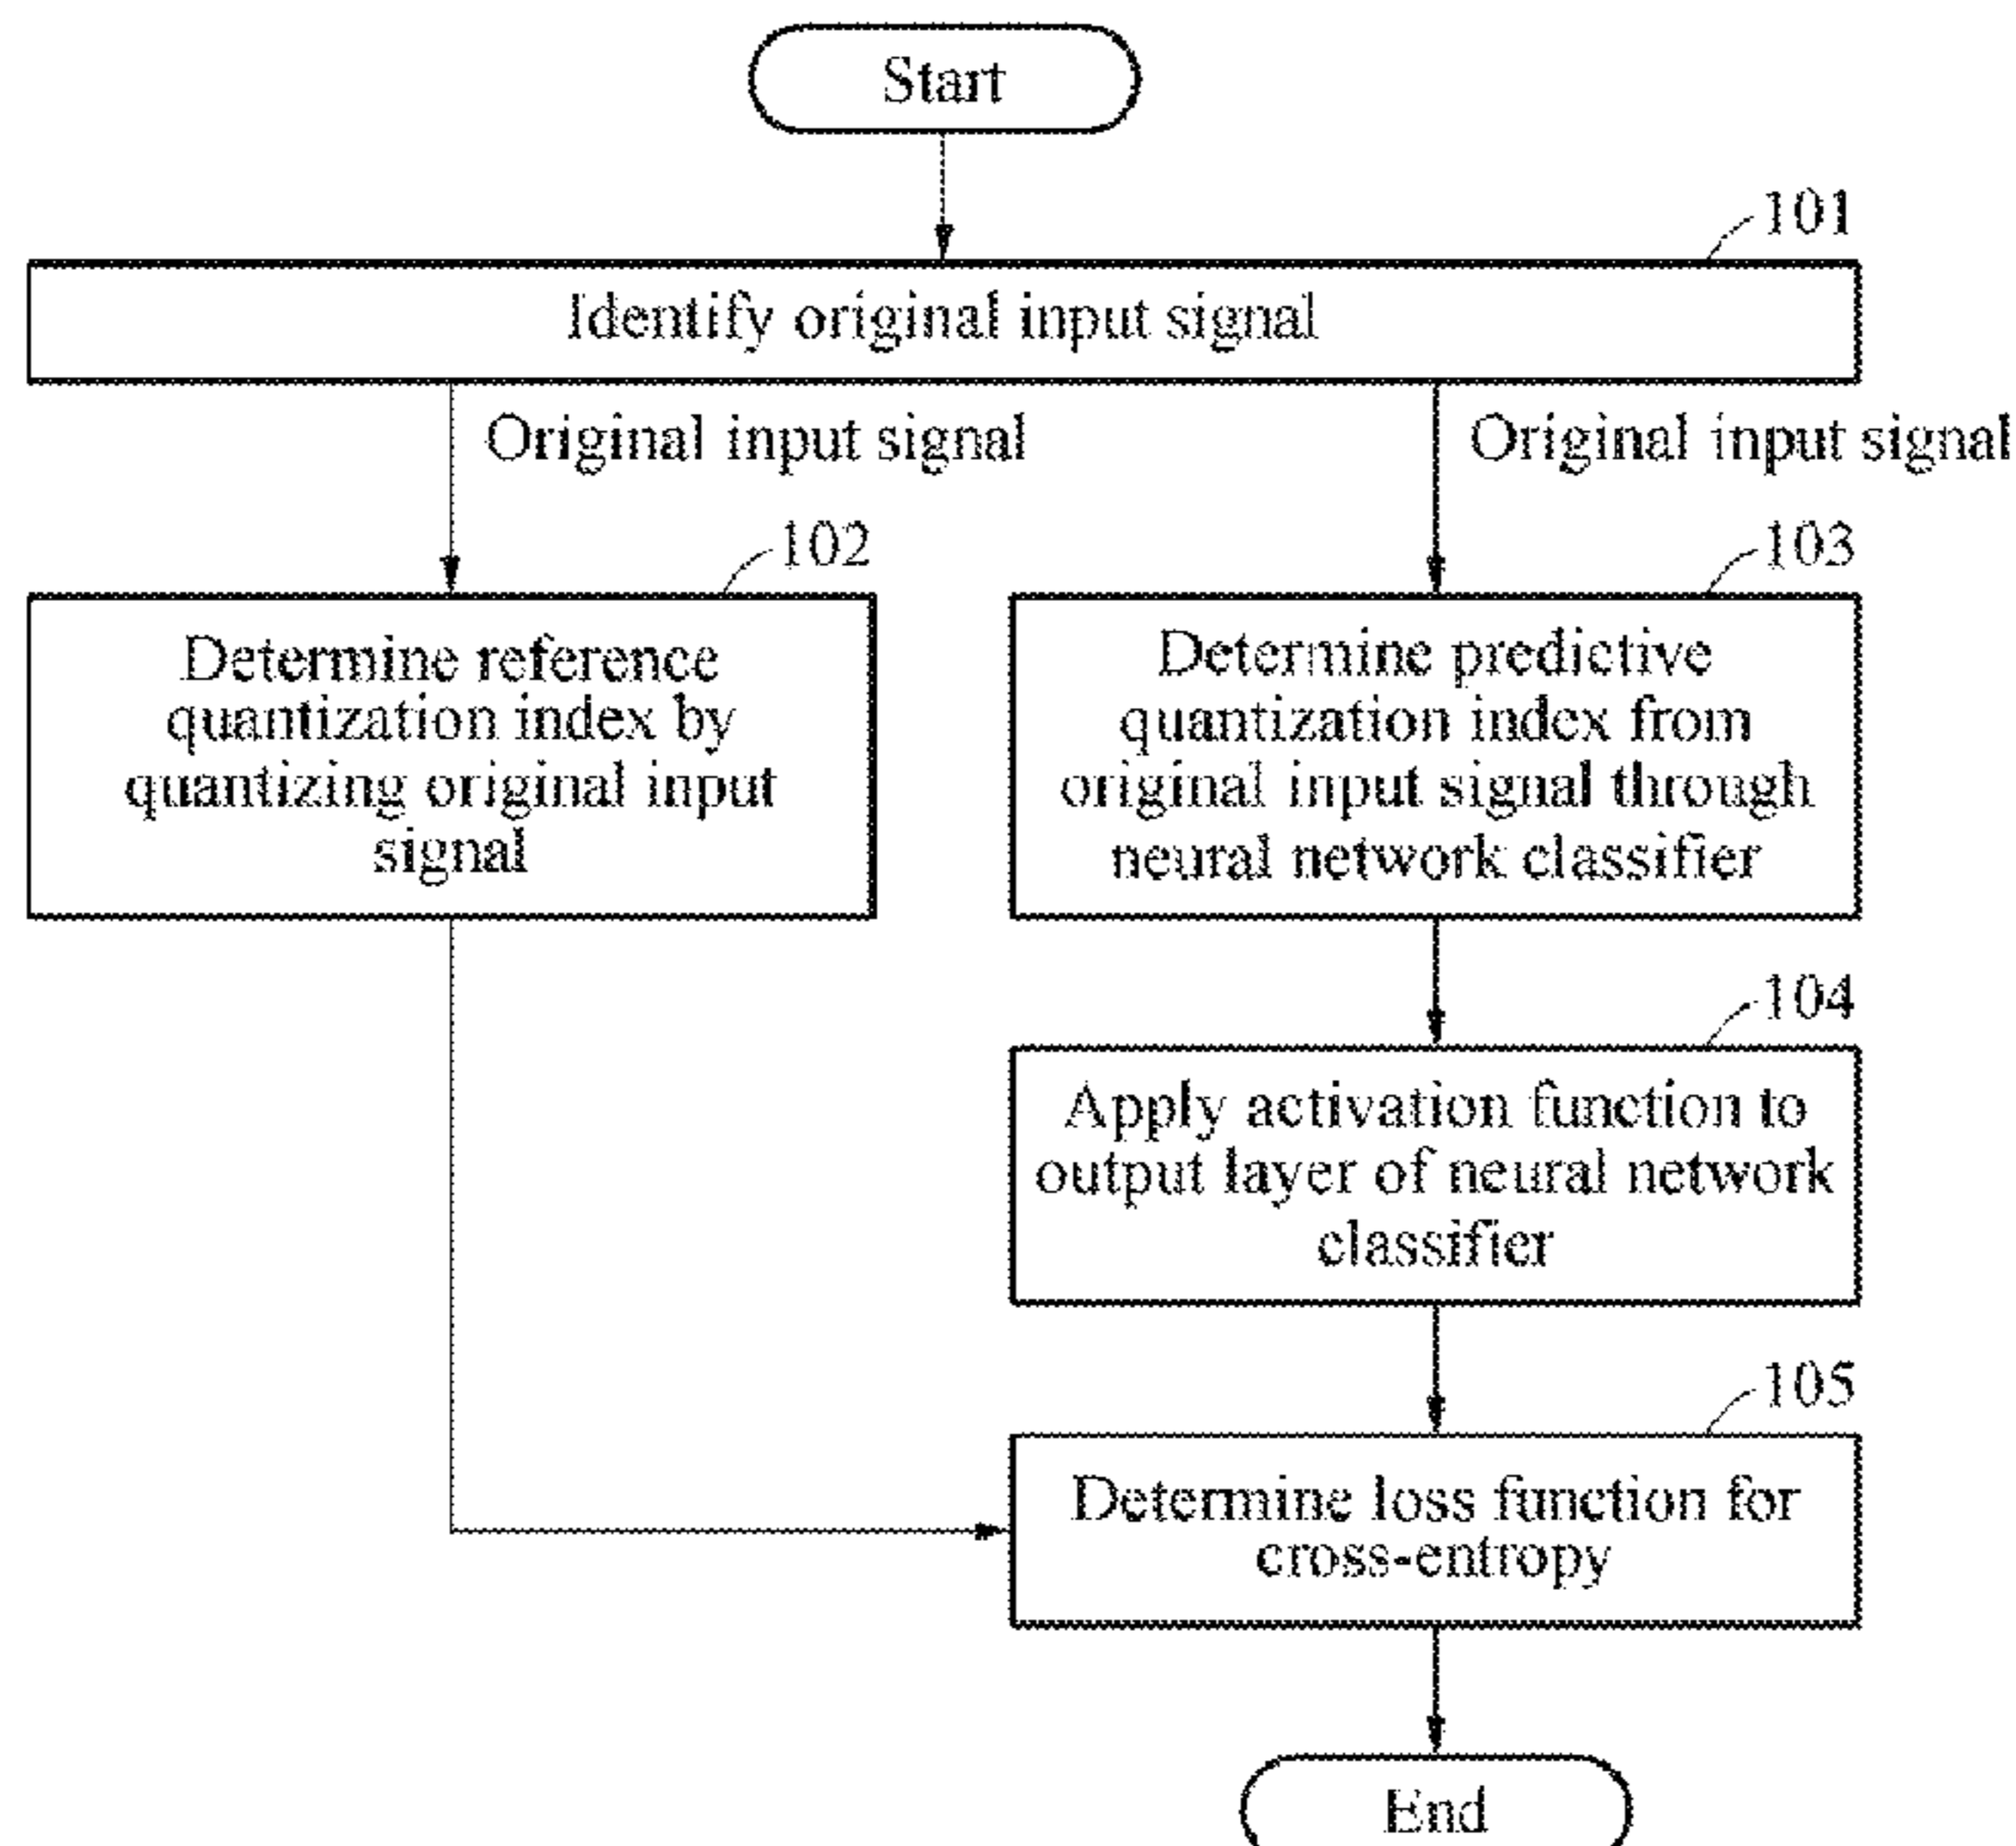 Start
101
Identify original input signal
Original input signal
Original input signal
102
Determine reference
quantization index by
quantizing original input
signal
103
Determine predictive
quantization index from
original input signal through
neural network classifier
104
Apply activation function to
output layer of neural network
classifier
105
Determine loss function for
cross-entropy
End